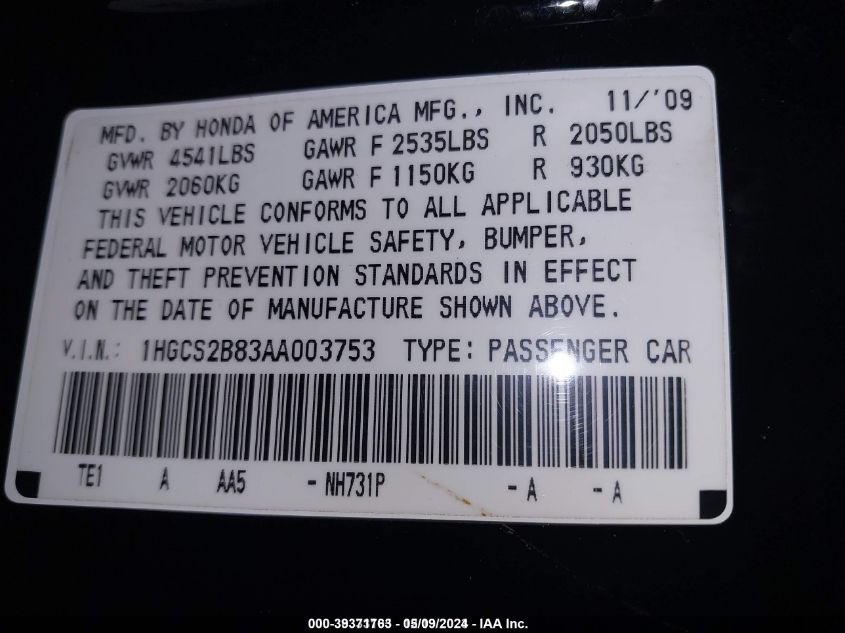 MFD. BY HONDA OF AMERICA MFG., INC. 11/'09
GVWR 4541LBS GAWR F 2535LBS R 2050LBS
GVWR 2060KG GAWR F 1150KG R 930KG
THIS VEHICLE CONFORMS TO ALL APPLICABLE
FEDERAL MOTOR VEHICLE SAFETY, BUMPER,
AND THEFT PREVENTION STANDARDS IN EFFECT
ON THE DATE OF MANUFACTURE SHOWN ABOVE.
V.I.N.: 1HGCS2B83AA003753 TYPE: PASSENGER CAR
TE1 A AA5 -NH731P -A -A
- IAA Inc.